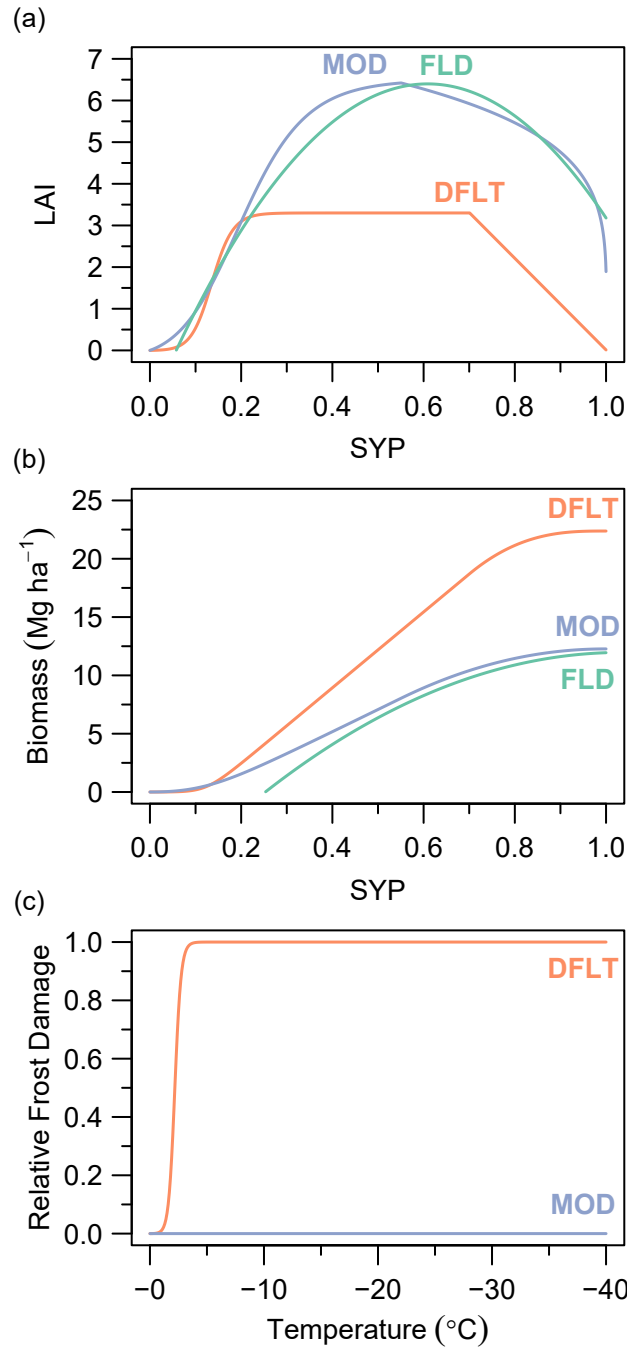 (a)
7
6
5
4
3
2
1
0
LAI
MOD
FLD
DFLT
0.0 0.2 0.4 0.6 0.8 1.0
SYP
(b)
25
20
15
10
5
0
Biomass (Mg ha⁻¹)
DFLT
MOD
FLD
0.0 0.2 0.4 0.6 0.8 1.0
SYP
(c)
1.0
0.8
0.6
0.4
0.2
0.0
Relative Frost Damage
DFLT
MOD
−0 −10 −20 −30 −40
Temperature (°C)